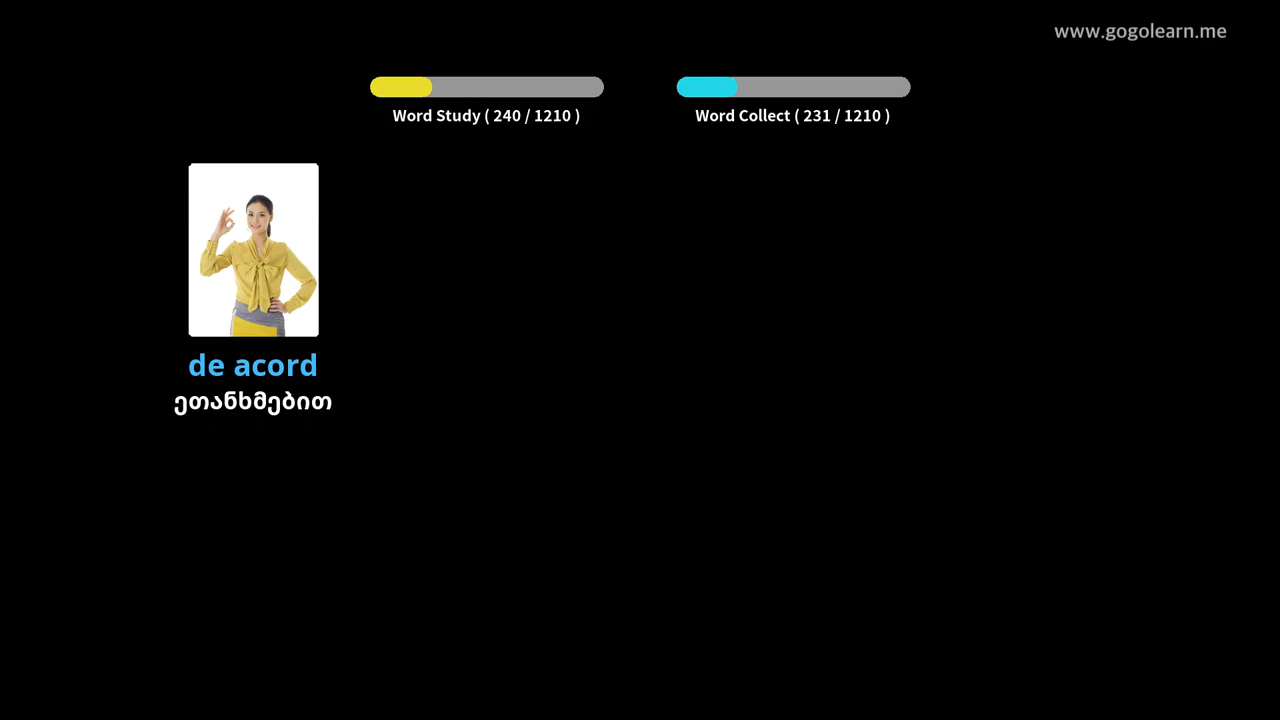 www.gogolearn.me
Word Study ( 240 / 1210 )
Word Collect ( 231 / 1210 )
de acord
ეთანხმებით